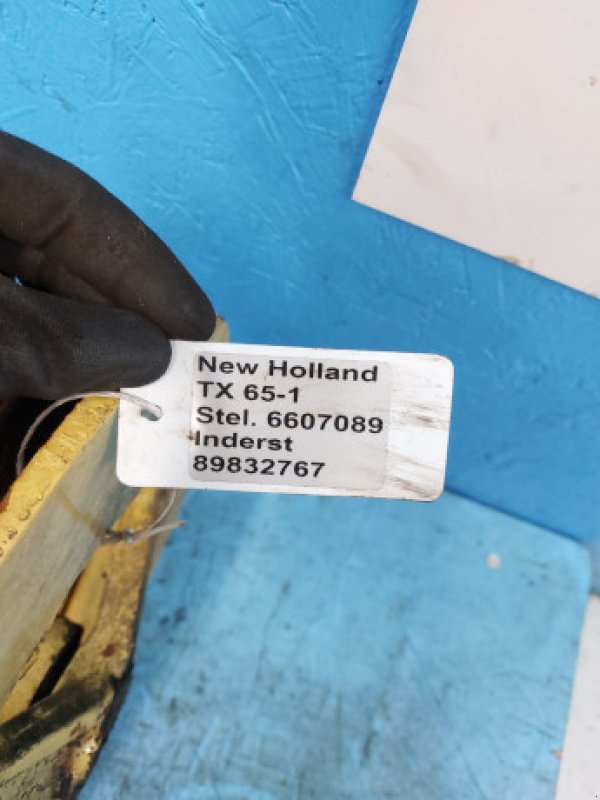 New Holland
TX 65-1
Stel. 6607089
Inderst
89832767